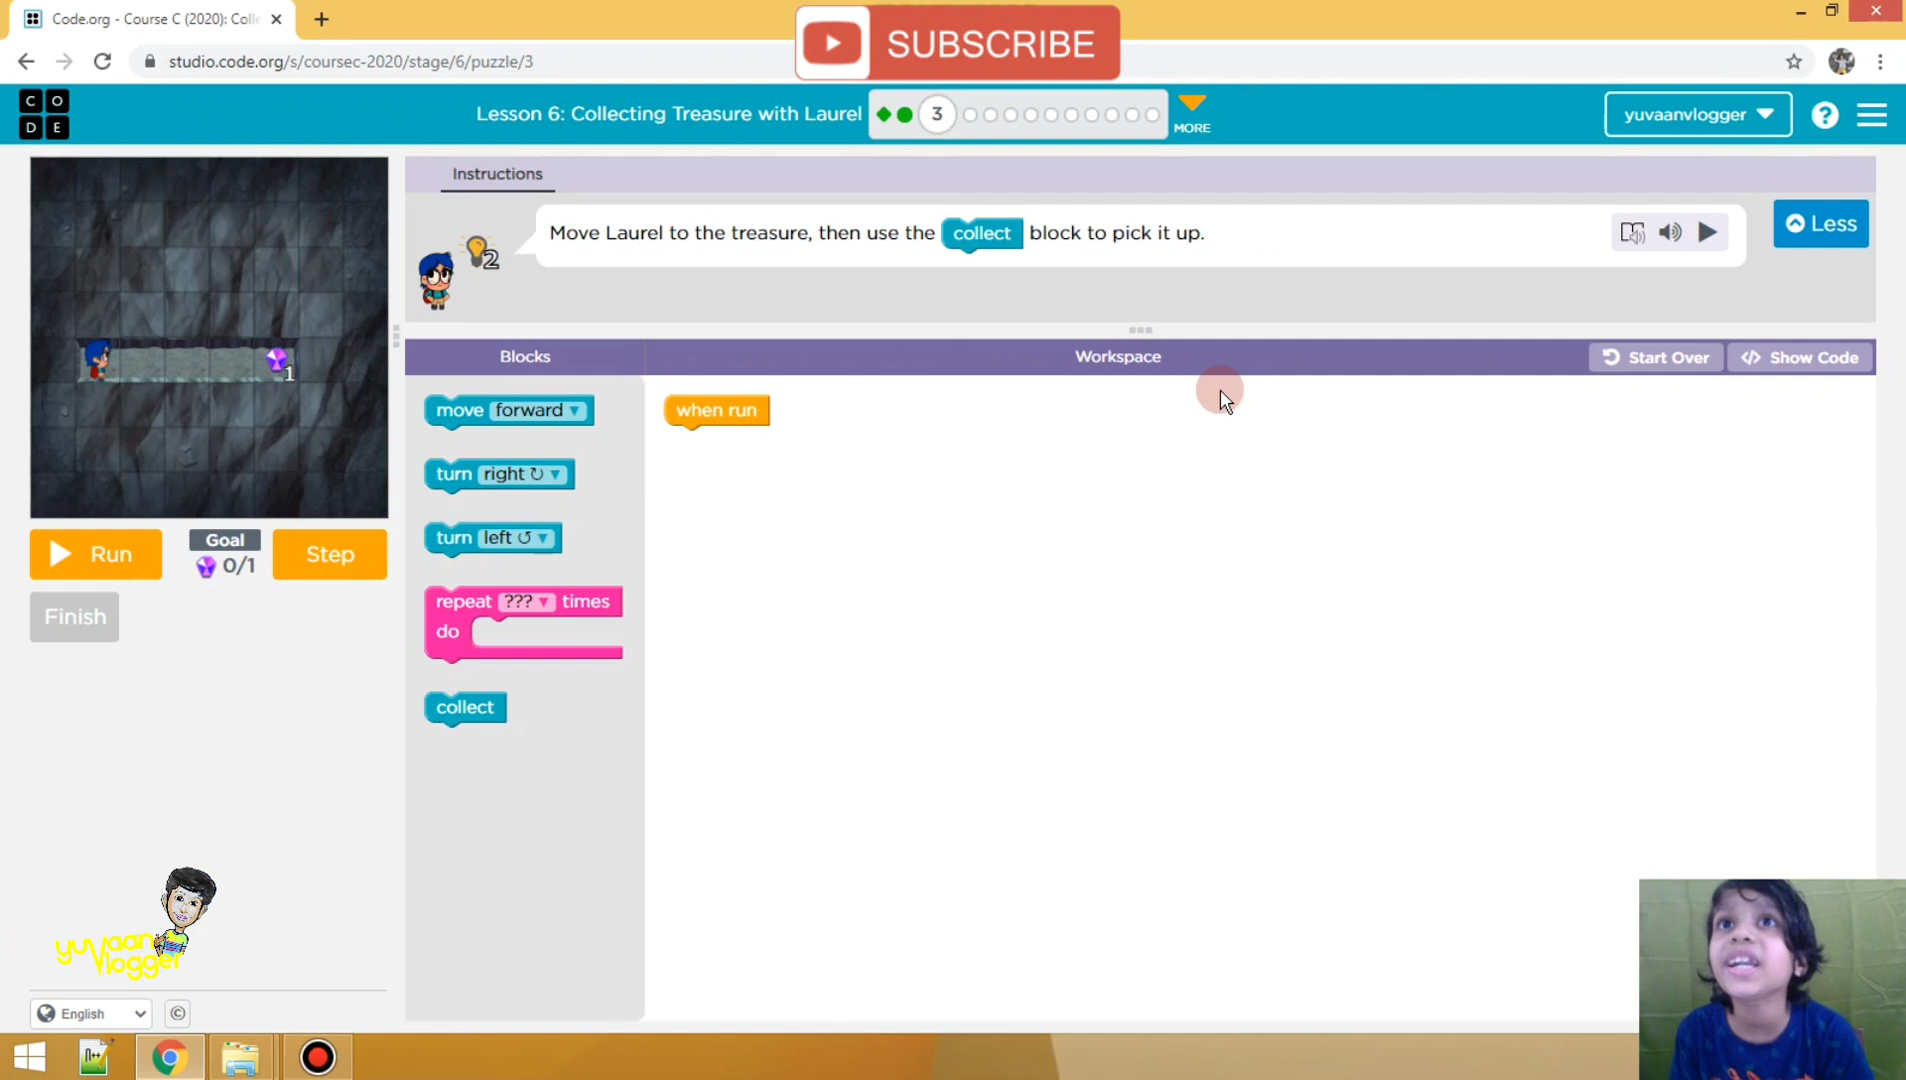 Code.org - Course C (2020): Colle
SUBSCRIBE
studio.code.org/s/coursec-2020/stage/6/puzzle/3
C O
D E
Lesson 6: Collecting Treasure with Laurel
3
MORE
yuvaanvlogger
?
Instructions
2
Move Laurel to the treasure, then use the collect block to pick it up.
Less
Blocks
Workspace
Start Over
</> Show Code
1
move forward
when run
turn right
turn left
repeat ??? times
do
collect
Run
Goal
0/1
Step
Finish
yuvaan
vlogger
English
©